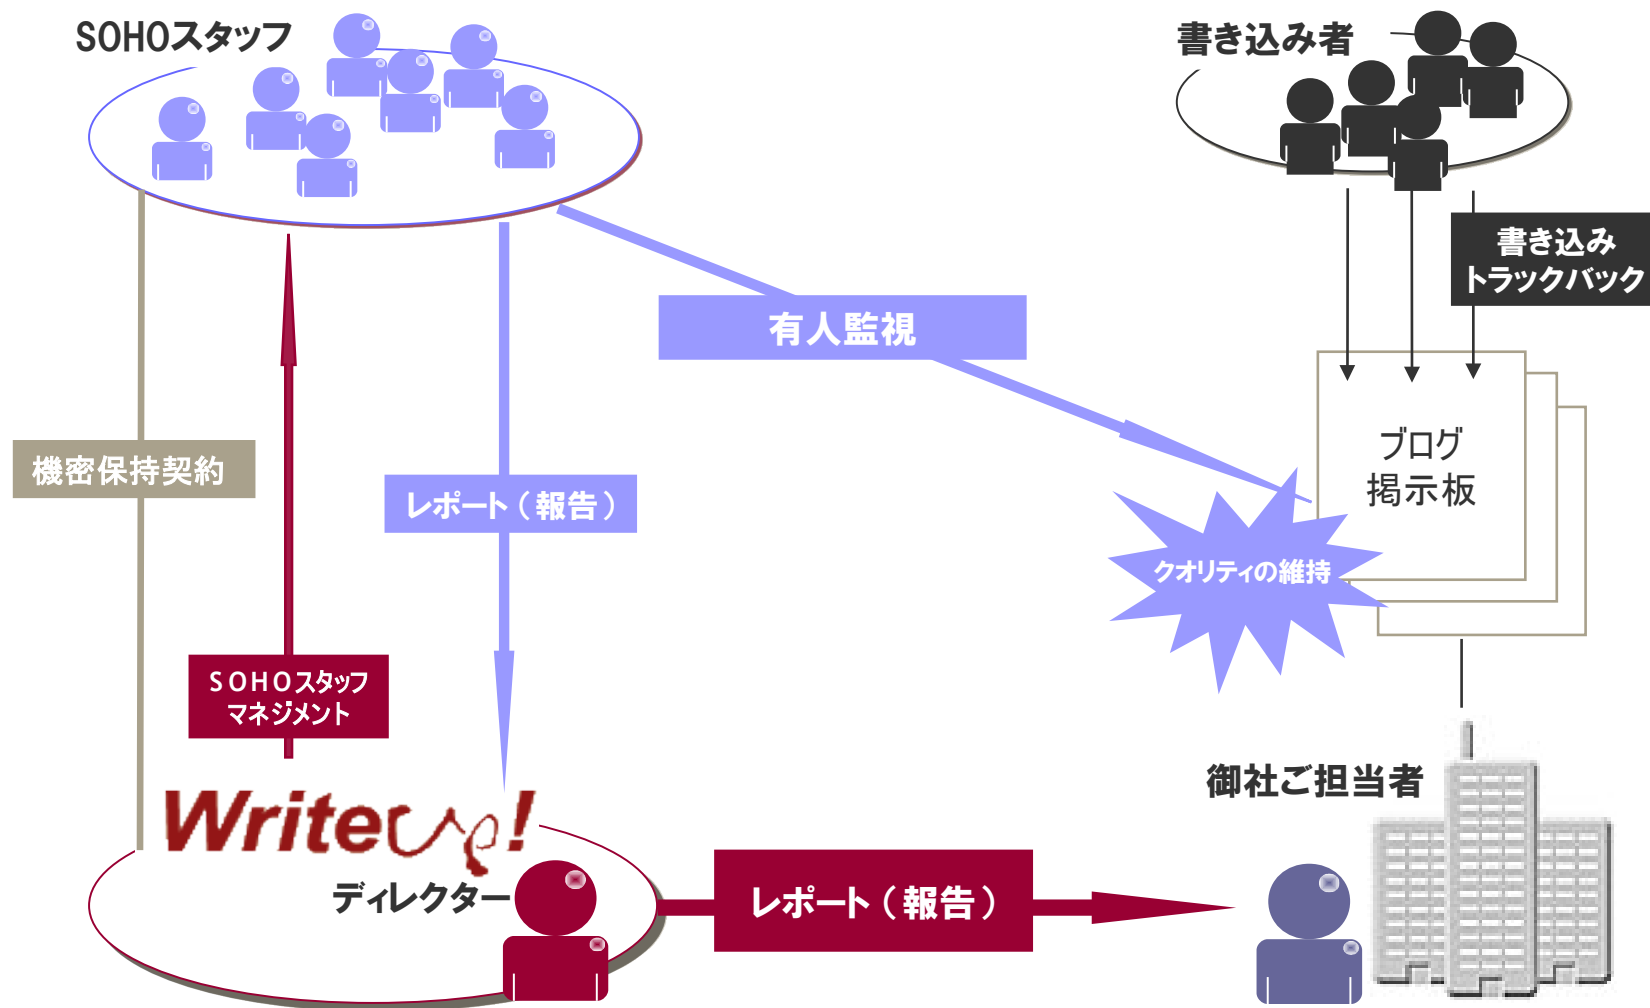 SOHOスタッフ
書き込み者
書き込み
トラックバック
有人監視
ブログ
掲示板
機密保持契約
レポート（報告）
クオリティの維持
SOHOスタッフ
マネジメント
御社ご担当者
Writeup!
ディレクター
レポート（報告）